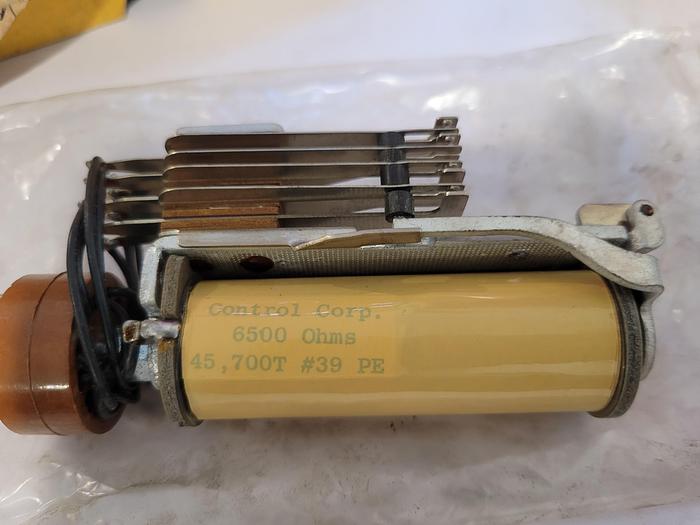 Control Corp.
6500 Ohms
45,700T #39 PE